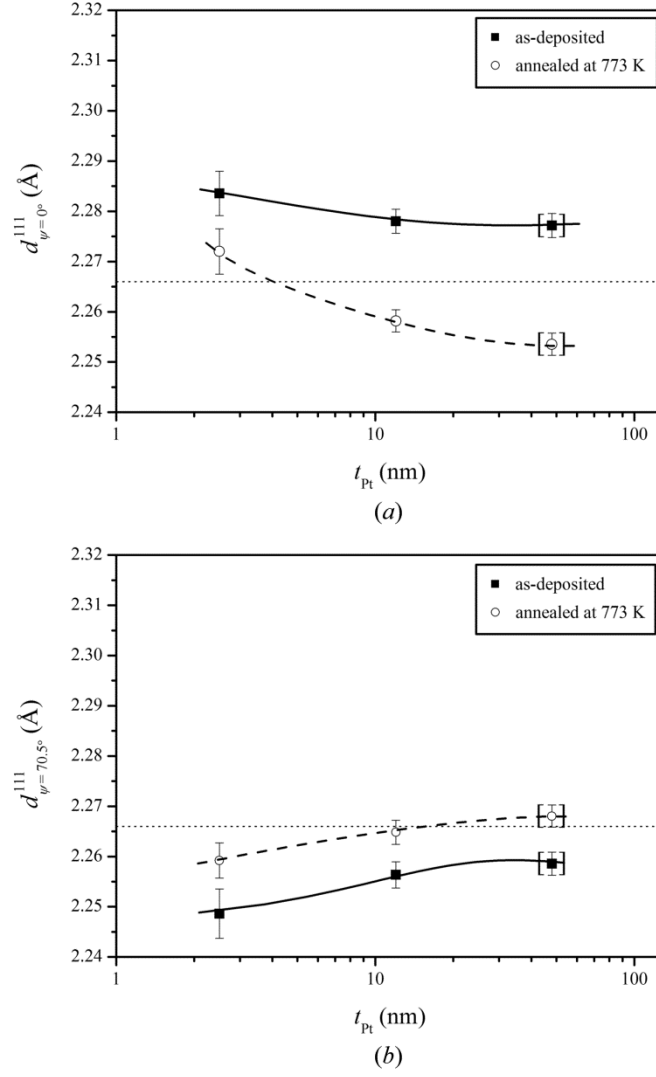 2.32
2.31
2.30
2.29
2.28
2.27
2.26
2.25
2.24
d¹¹¹ψ=0° (Å)
as-deposited
annealed at 773 K
[ ]
[ ]
1 10 100
tPt (nm)
(a)
2.32
2.31
2.30
2.29
2.28
2.27
2.26
2.25
2.24
d¹¹¹ψ=70.5° (Å)
as-deposited
annealed at 773 K
[ ]
[ ]
1 10 100
tPt (nm)
(b)